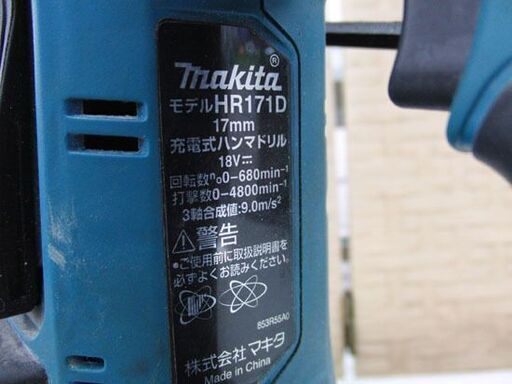 makita®
モデルHR171D
17mm
充電式ハンマドリル
18V⎓
回転数n₀0-680min⁻¹
打撃数0-4800min⁻¹
3軸合成値:9.0m/s²
⚠警告
●ご使用前に取扱説明書を
必ずよくお読みください。
853R55A0
株式会社マキタ
Made in China